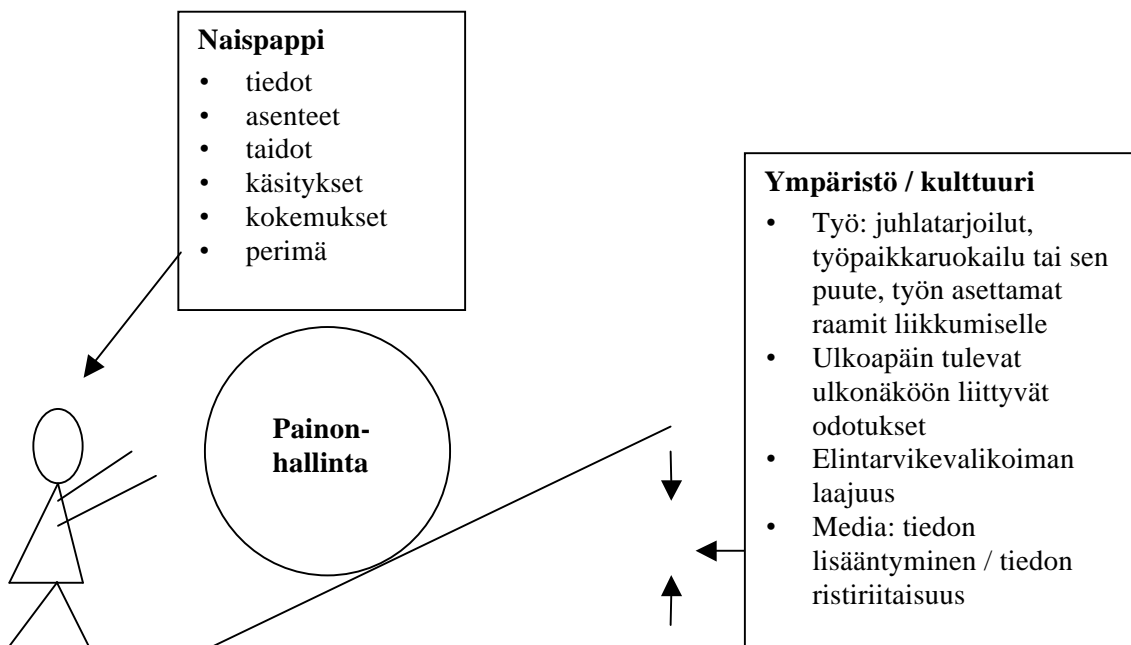 Naispappi
• tiedot
• asenteet
• taidot
• käsitykset
• kokemukset
• perimä
Painon-
hallinta
Ympäristö / kulttuuri
• Työ: juhlatarjoilut,
työpaikkaruokailu tai sen
puute, työn asettamat
raamit liikkumiselle
• Ulkoapäin tulevat
ulkonäköön liittyvät
odotukset
• Elintarvikevalikoiman
laajuus
• Media: tiedon
lisääntyminen / tiedon
ristiriitaisuus